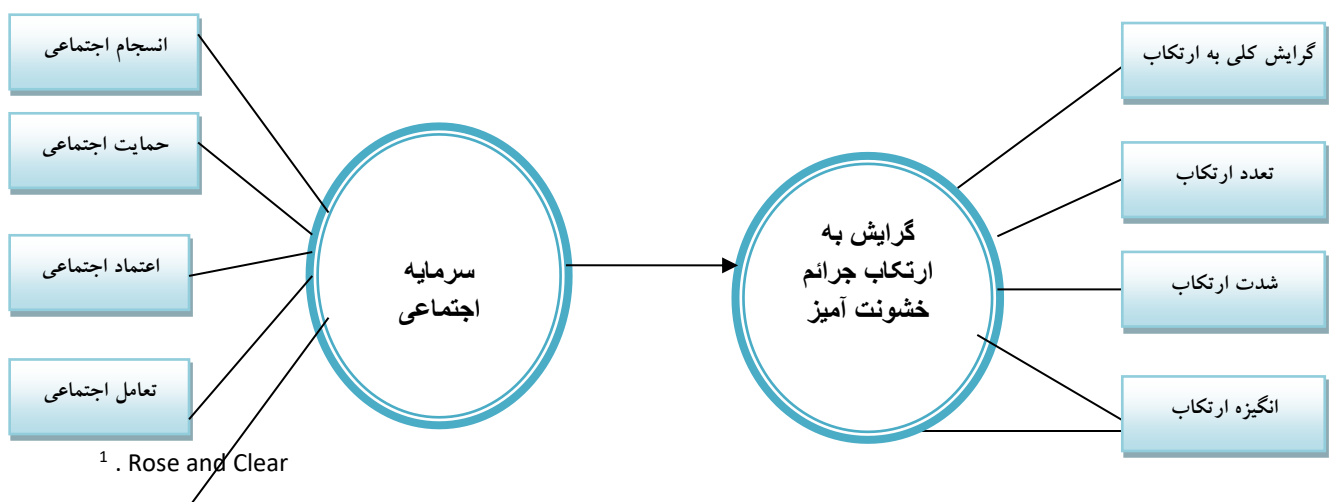 انسجام اجتماعی
حمایت اجتماعی
اعتماد اجتماعی
تعامل اجتماعی
سرمایه
اجتماعی
گرایش به
ارتکاب جرائم
خشونت آمیز
گرایش کلی به ارتکاب
تعدد ارتکاب
شدت ارتکاب
انگیزه ارتکاب
1 . Rose and Clear